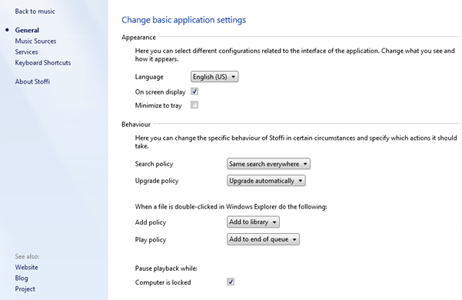 Back to music
General
Music Sources
Services
Keyboard Shortcuts
About Stoffi
See also:
Website
Blog
Project
Change basic application settings
Appearance
Here you can select different configurations related to the interface of the application. Change what you see and
how it appears.
Language English (US)
On screen display
Minimize to tray
Behaviour
Here you can change the specific behaviour of Stoffi in certain circumstances and specify which actions it should
take.
Search policy Same search everywhere
Upgrade policy Upgrade automatically
When a file is double-clicked in Windows Explorer do the following:
Add policy Add to library
Play policy Add to end of queue
Pause playback while:
Computer is locked